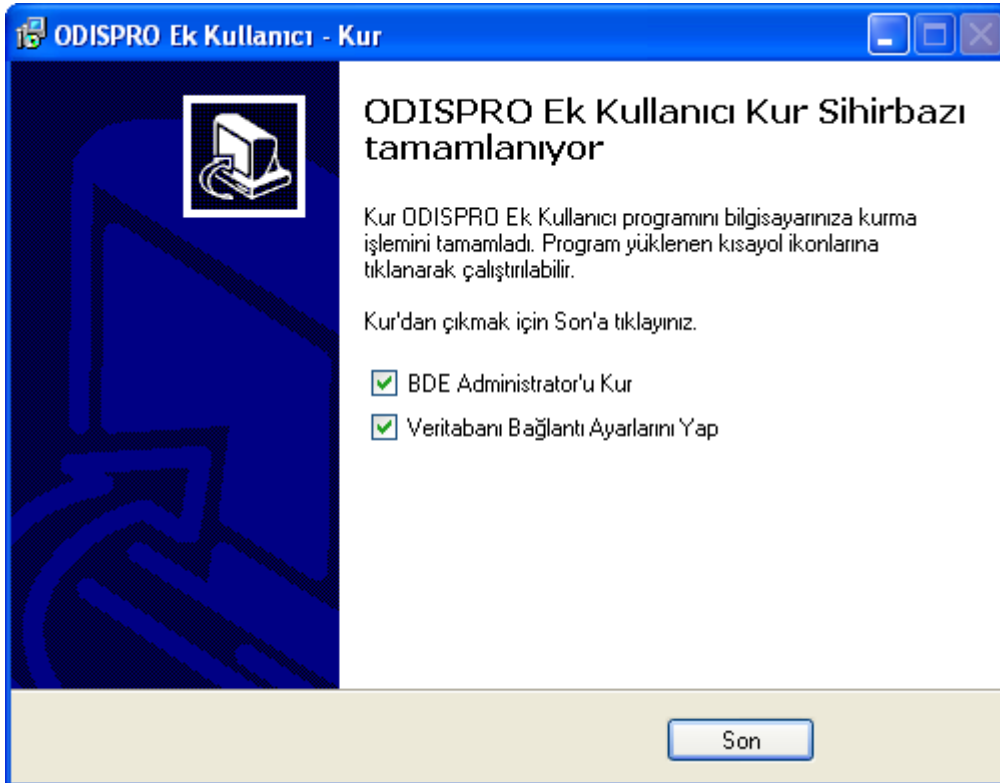 ODISPRO Ek Kullanıcı - Kur
ODISPRO Ek Kullanıcı Kur Sihirbazı
tamamlanıyor
Kur ODISPRO Ek Kullanıcı programını bilgisayarınıza kurma
işlemini tamamladı. Program yüklenen kısayol ikonlarına
tıklanarak çalıştırılabilir.
Kur'dan çıkmak için Son'a tıklayınız.
BDE Administrator'u Kur
Veritabanı Bağlantı Ayarlarını Yap
Son